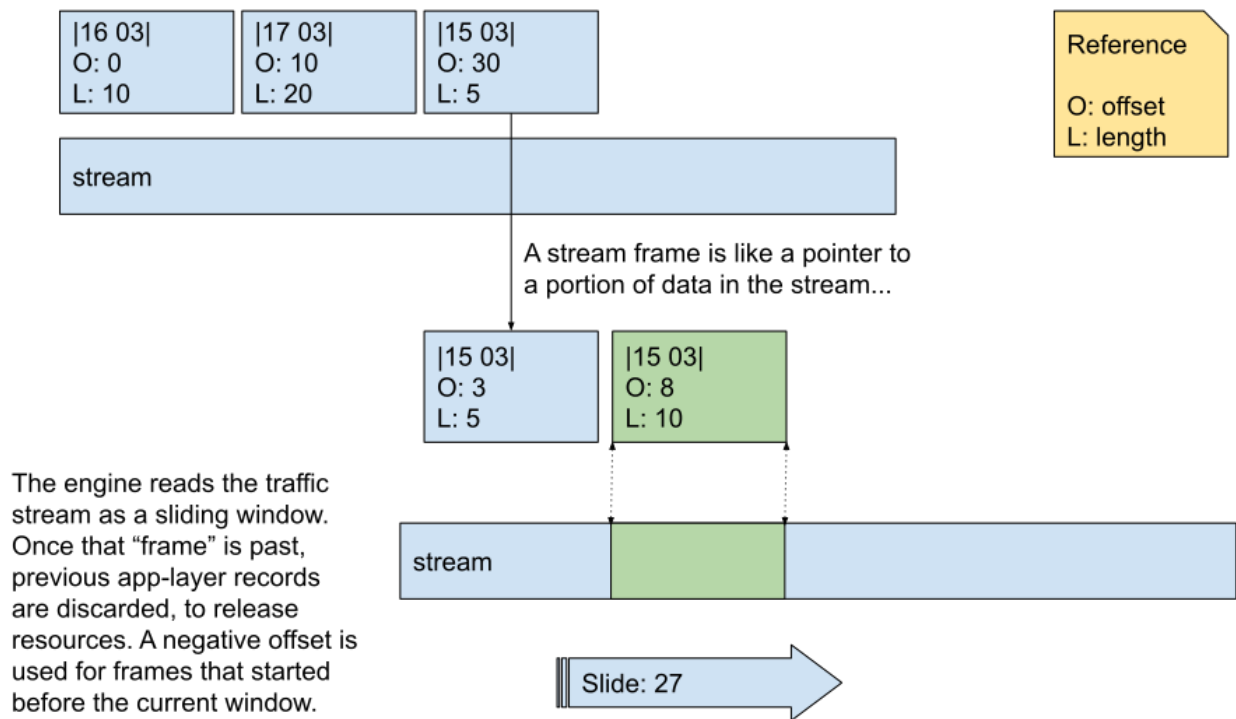 |16 03|
O: 0
L: 10
|17 03|
O: 10
L: 20
|15 03|
O: 30
L: 5
Reference
O: offset
L: length
stream
A stream frame is like a pointer to
a portion of data in the stream...
|15 03|
O: 3
L: 5
|15 03|
O: 8
L: 10
The engine reads the traffic
stream as a sliding window.
Once that “frame” is past,
previous app-layer records
are discarded, to release
resources. A negative offset is
used for frames that started
before the current window.
stream
Slide: 27